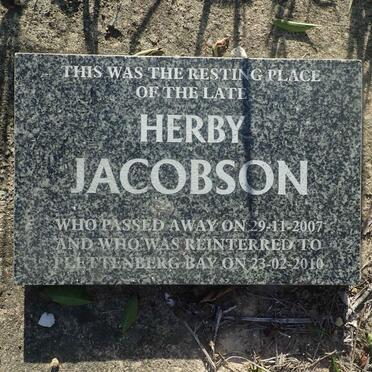 THIS WAS THE RESTING PLACE
OF THE LATE
HERBY
JACOBSON
WHO PASSED AWAY ON 29-11-2007
AND WHO WAS REINTERRED TO
PLETTENBERG BAY ON 23-02-2010